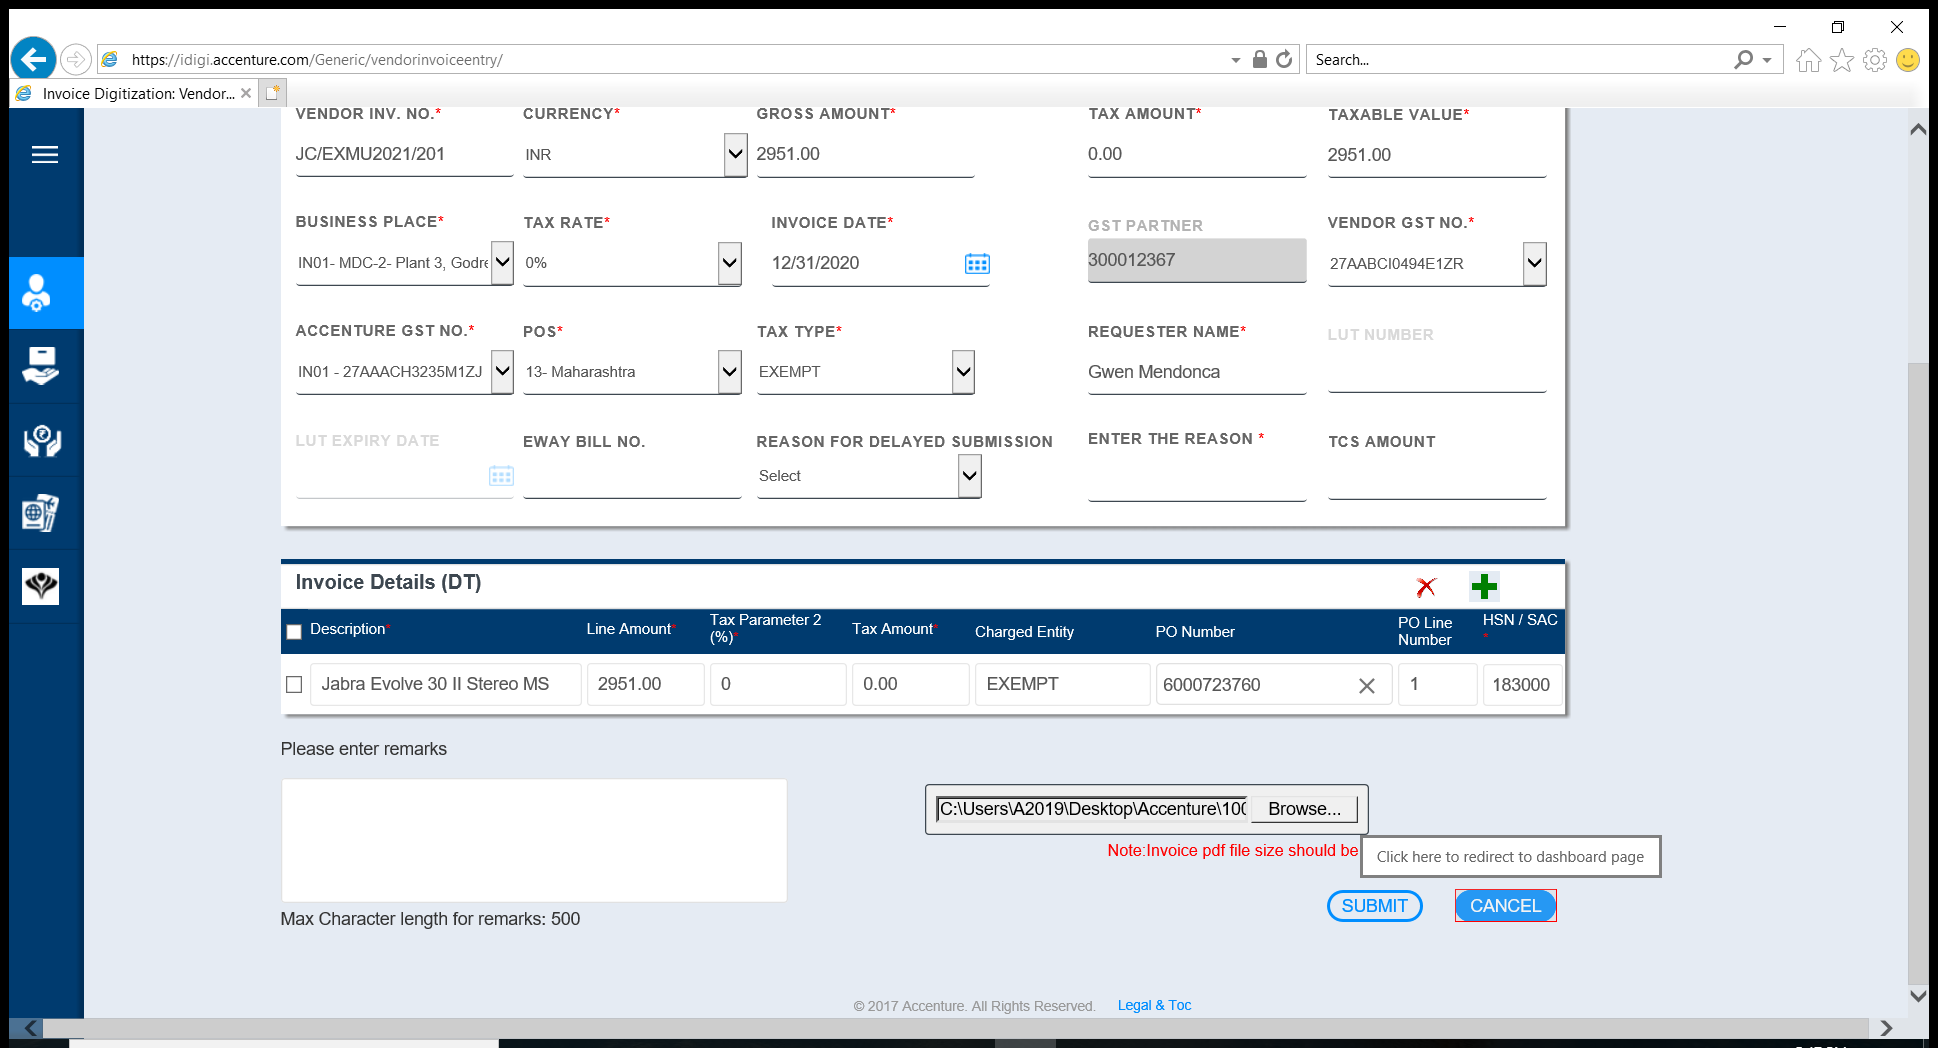 https://idigi.accenture.com/Generic/vendorinvoiceentry/
Search...
Invoice Digitization: Vendor...
VENDOR INV. NO.* CURRENCY* GROSS AMOUNT* TAX AMOUNT* TAXABLE VALUE*
JC/EXMU2021/201 INR 2951.00 0.00 2951.00
BUSINESS PLACE* TAX RATE* INVOICE DATE* GST PARTNER VENDOR GST NO.*
IN01- MDC-2- Plant 3, Godre 0% 12/31/2020 300012367 27AABCI0494E1ZR
ACCENTURE GST NO.* POS* TAX TYPE* REQUESTER NAME* LUT NUMBER
IN01 - 27AAACH3235M1ZJ 13- Maharashtra EXEMPT Gwen Mendonca
LUT EXPIRY DATE EWAY BILL NO. REASON FOR DELAYED SUBMISSION ENTER THE REASON * TCS AMOUNT
Select
Invoice Details (DT)
Description* Line Amount* Tax Parameter 2 (%)* Tax Amount* Charged Entity PO Number PO Line Number HSN / SAC *
Jabra Evolve 30 II Stereo MS 2951.00 0 0.00 EXEMPT 6000723760 1 183000
Please enter remarks
C:\Users\A2019\Desktop\Accenture\100 Browse...
Note:Invoice pdf file size should be
Click here to redirect to dashboard page
SUBMIT CANCEL
Max Character length for remarks: 500
© 2017 Accenture. All Rights Reserved. Legal & Toc